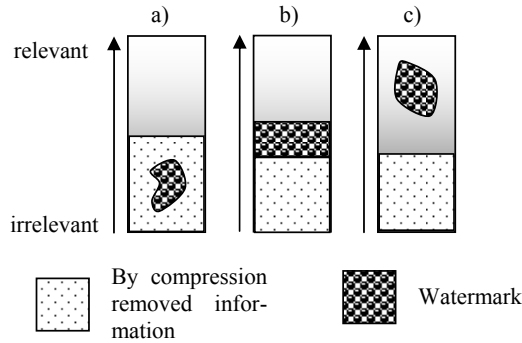 a) b) c)
relevant
irrelevant
By compression
removed infor-
mation
Watermark